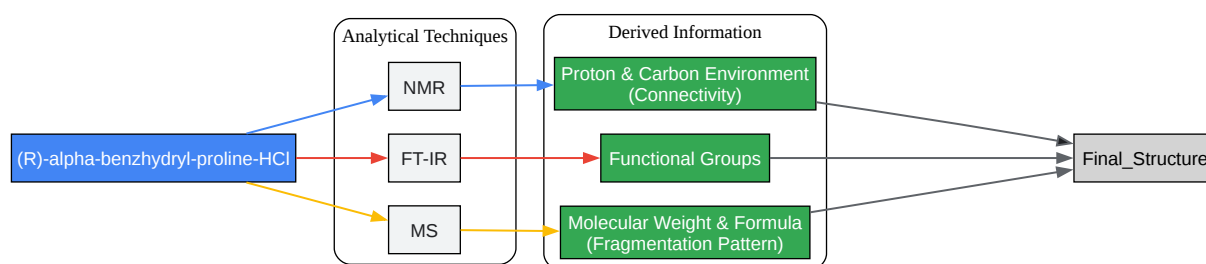 Analytical Techniques
Derived Information
NMR
Proton & Carbon Environment
(Connectivity)
(R)-alpha-benzhydryl-proline-HCl
FT-IR
Functional Groups
Final_Structure
MS
Molecular Weight & Formula
(Fragmentation Pattern)